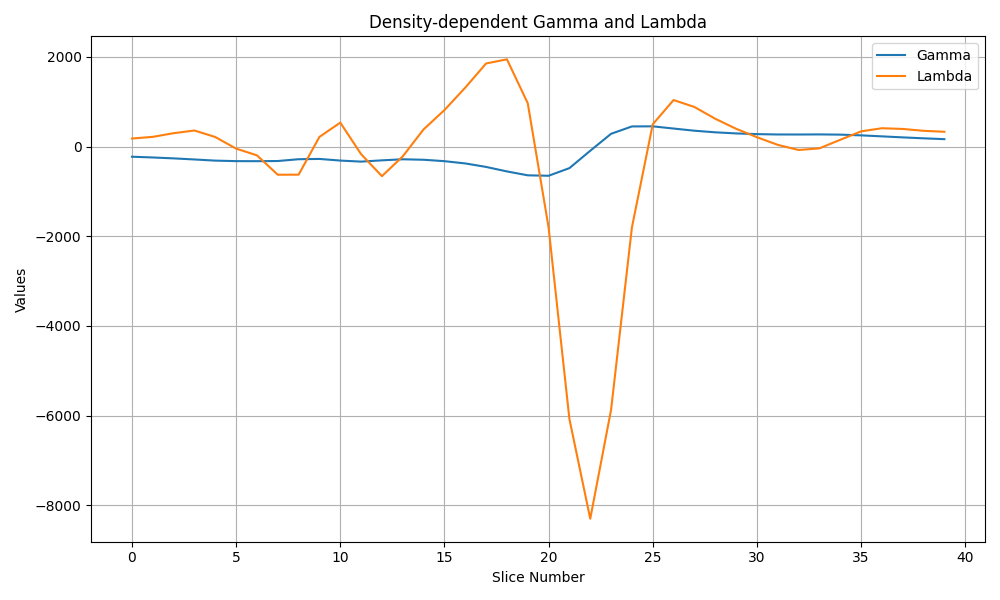 Density-dependent Gamma and Lambda
Gamma
Lambda
2000
0
−2000
−4000
−6000
−8000
Values
0 5 10 15 20 25 30 35 40
Slice Number